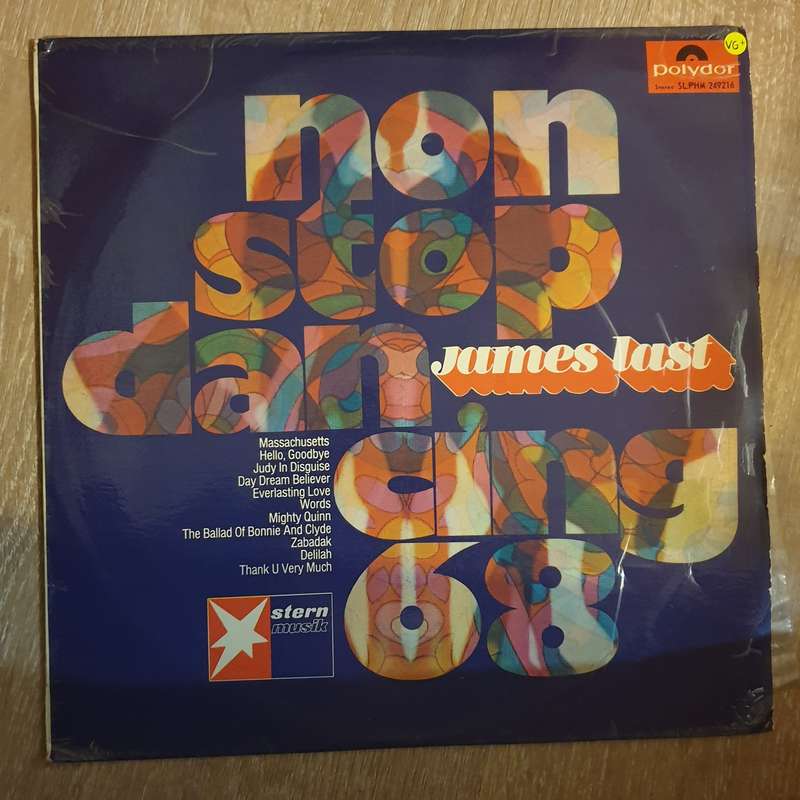 VG+
polydor
Stereo SLPHM 249216
non
stop
dan
james last
cing
68
Massachusetts
Hello, Goodbye
Judy In Disguise
Day Dream Believer
Everlasting Love
Words
Mighty Quinn
The Ballad Of Bonnie And Clyde
Zabadak
Delilah
Thank U Very Much
stern
musik